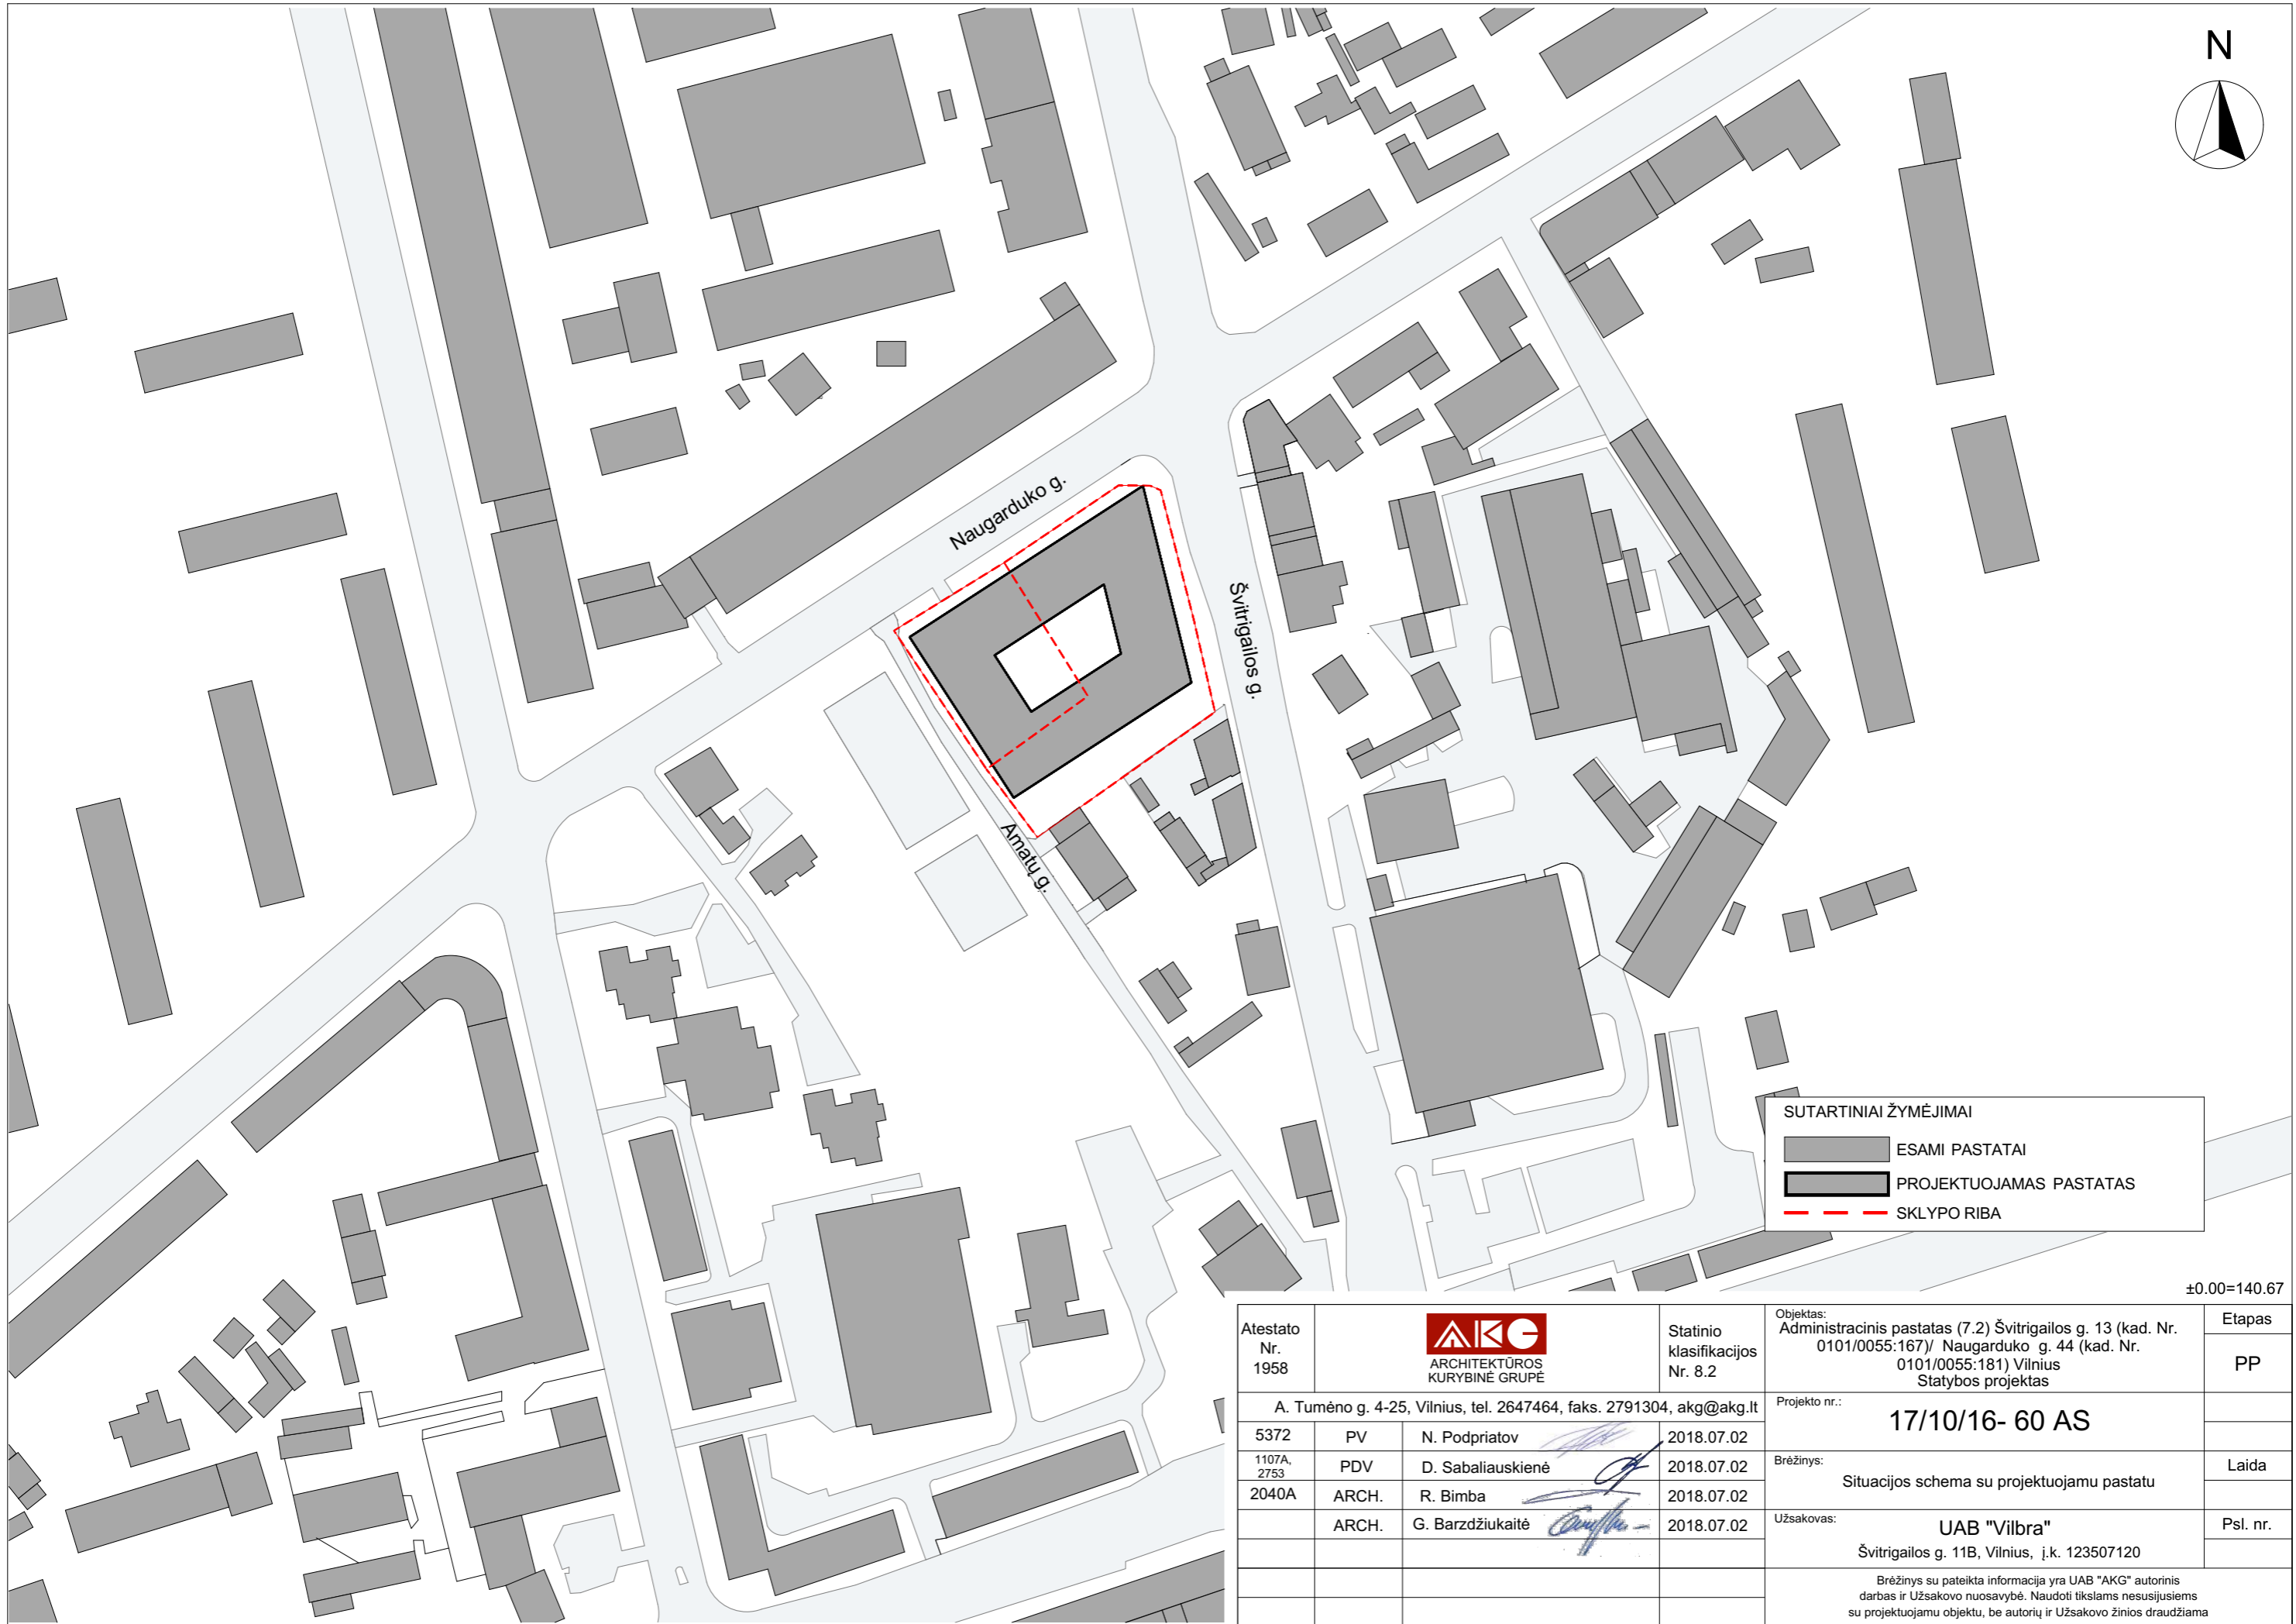 N
Naugarduko g.
Švitrigailos g.
Amatų g.
SUTARTINIAI ŽYMĖJIMAI
ESAMI PASTATAI
PROJEKTUOJAMAS PASTATAS
SKLYPO RIBA
±0.00=140.67
Atestato
Nr.
1958
AKG
ARCHITEKTŪROS
KURYBINĖ GRUPĖ
Statinio
klasifikacijos
Nr. 8.2
Objektas:
Administracinis pastatas (7.2) Švitrigailos g. 13 (kad. Nr.
0101/0055:167)/ Naugarduko g. 44 (kad. Nr.
0101/0055:181) Vilnius
Statybos projektas
Etapas
PP
A. Tumėno g. 4-25, Vilnius, tel. 2647464, faks. 2791304, akg@akg.lt
Projekto nr.:
17/10/16- 60 AS
5372 PV N. Podpriatov 2018.07.02
1107A,
2753
PDV D. Sabaliauskienė 2018.07.02
2040A ARCH. R. Bimba 2018.07.02
ARCH. G. Barzdžiukaitė 2018.07.02
Brėžinys:
Situacijos schema su projektuojamu pastatu
Laida
Užsakovas:
UAB "Vilbra"
Švitrigailos g. 11B, Vilnius, į.k. 123507120
Psl. nr.
Brėžinys su pateikta informacija yra UAB "AKG" autorinis
darbas ir Užsakovo nuosavybė. Naudoti tikslams nesusijusiems
su projektuojamu objektu, be autorių ir Užsakovo žinios draudžiama